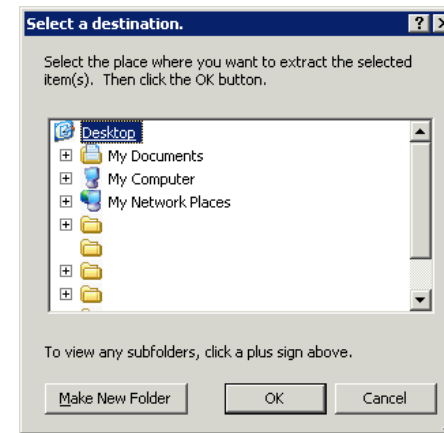 Select a destination.
Select the place where you want to extract the selected
item(s). Then click the OK button.
Desktop
My Documents
My Computer
My Network Places
To view any subfolders, click a plus sign above.
Make New Folder
OK
Cancel